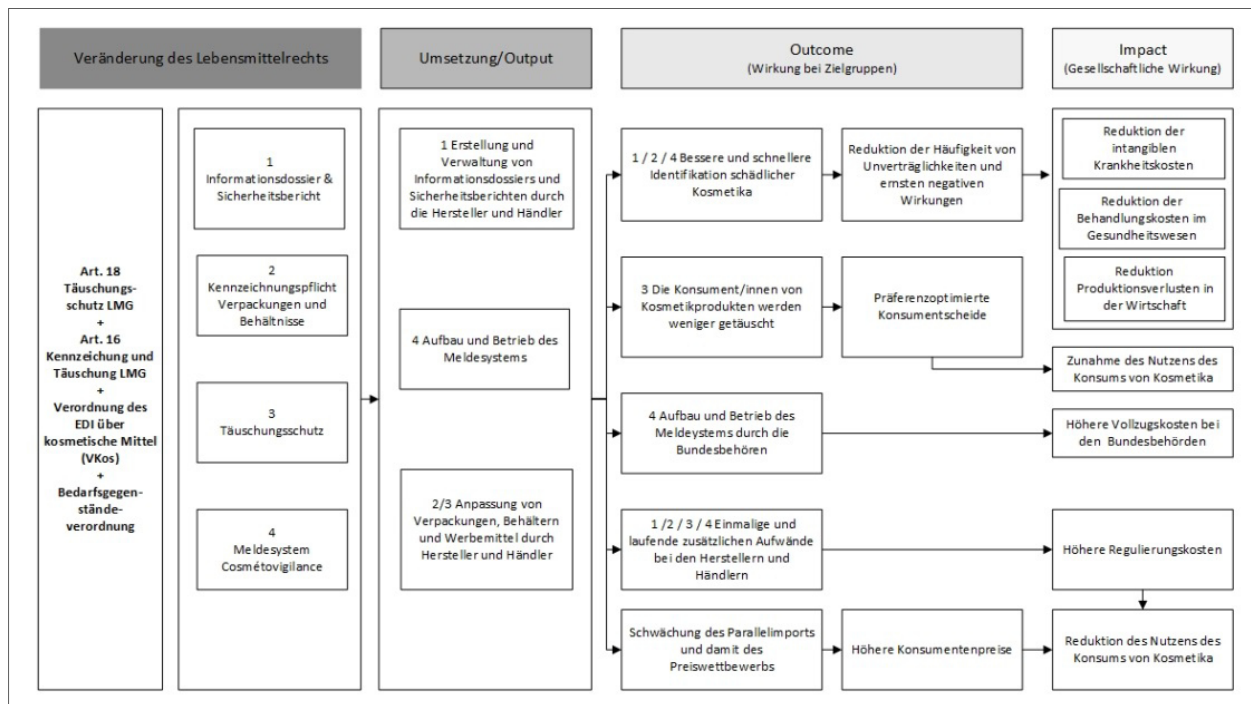 Veränderung des Lebensmittelrechts
Umsetzung/Output
Outcome
(Wirkung bei Zielgruppen)
Impact
(Gesellschaftliche Wirkung)
Art. 18
Täuschungs-
schutz LMG
+
Art. 16
Kennzeichung und
Täuschung LMG
+
Verordnung des
EDI über
kosmetische Mittel
(VKos)
+
Bedarfsgegen-
stände-
verordnung
1
Informationsdossier &
Sicherheitsbericht
2
Kennzeichnungspflicht
Verpackungen und
Behältnisse
3
Täuschungsschutz
4
Meldesystem
Cosmétovigilance
1 Erstellung und
Verwaltung von
Informationsdossiers und
Sicherheitsberichten durch
die Hersteller und Händler
4 Aufbau und Betrieb des
Meldesystems
2/3 Anpassung von
Verpackungen, Behältern
und Werbemittel durch
Hersteller und Händler
1 / 2 / 4 Bessere und schnellere
Identifikation schädlicher
Kosmetika
Reduktion der Häufigkeit von
Unverträglichkeiten und
ernsten negativen
Wirkungen
Reduktion der
intangiblen
Krankheitskosten
Reduktion der
Behandlungskosten im
Gesundheitswesen
Reduktion
Produktionsverlusten in
der Wirtschaft
3 Die Konsument/innen von
Kosmetikprodukten werden
weniger getäuscht
Präferenzoptimierte
Konsumentscheide
Zunahme des Nutzens des
Konsums von Kosmetika
4 Aufbau und Betrieb des
Meldeystems durch die
Bundesbehören
Höhere Vollzugskosten bei
den Bundesbehörden
1 /2 / 3 / 4 Einmalige und
laufende zusätzlichen Aufwände
bei den Herstellern und
Händlern
Höhere Regulierungskosten
Schwächung des Parallelimports
und damit des
Preiswettbewerbs
Höhere Konsumentenpreise
Reduktion des Nutzens des
Konsums von Kosmetika